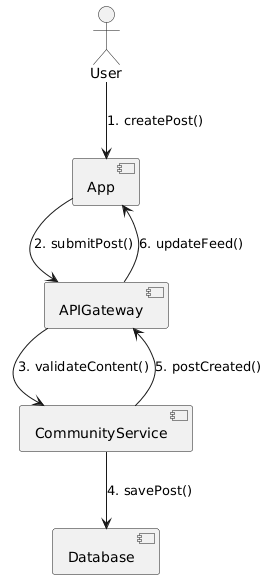 User
1. createPost()
App
2. submitPost()
6. updateFeed()
APIGateway
3. validateContent()
5. postCreated()
CommunityService
4. savePost()
Database